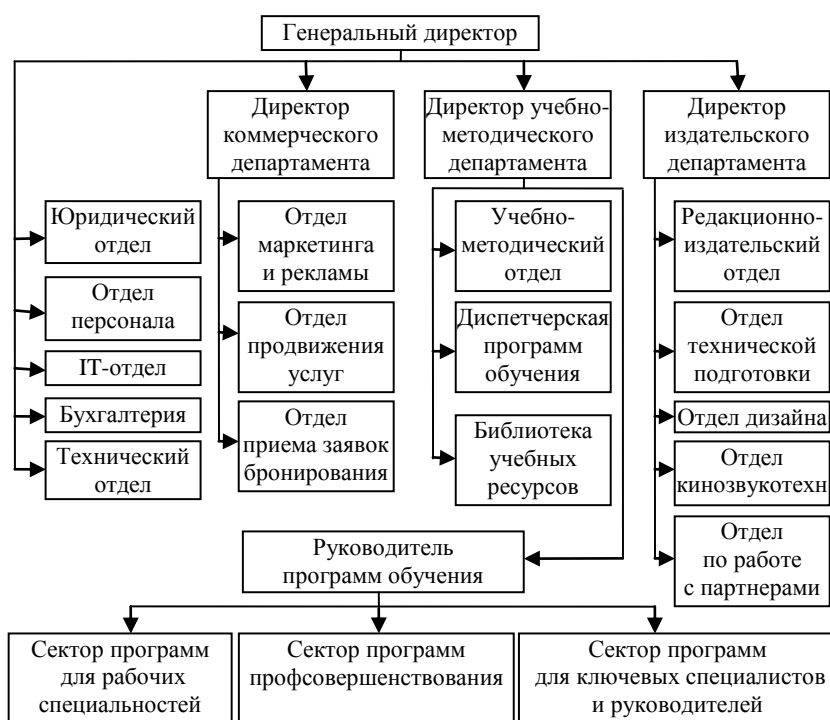 Генеральный директор
Директор
коммерческого
департамента
Директор учебно-
методического
департамента
Директор
издательского
департамента
Юридический
отдел
Отдел
персонала
IT-отдел
Бухгалтерия
Технический
отдел
Отдел
маркетинга
и рекламы
Отдел
продвижения
услуг
Отдел
приема заявок
бронирования
Учебно-
методический
отдел
Диспетчерская
программ
обучения
Библиотека
учебных
ресурсов
Редакционно-
издательский
отдел
Отдел
технической
подготовки
Отдел дизайна
Отдел
кинозвукотехн
Отдел
по работе
с партнерами
Руководитель
программ обучения
Сектор программ
для рабочих
специальностей
Сектор программ
профсовершенствования
Сектор программ
для ключевых специалистов
и руководителей